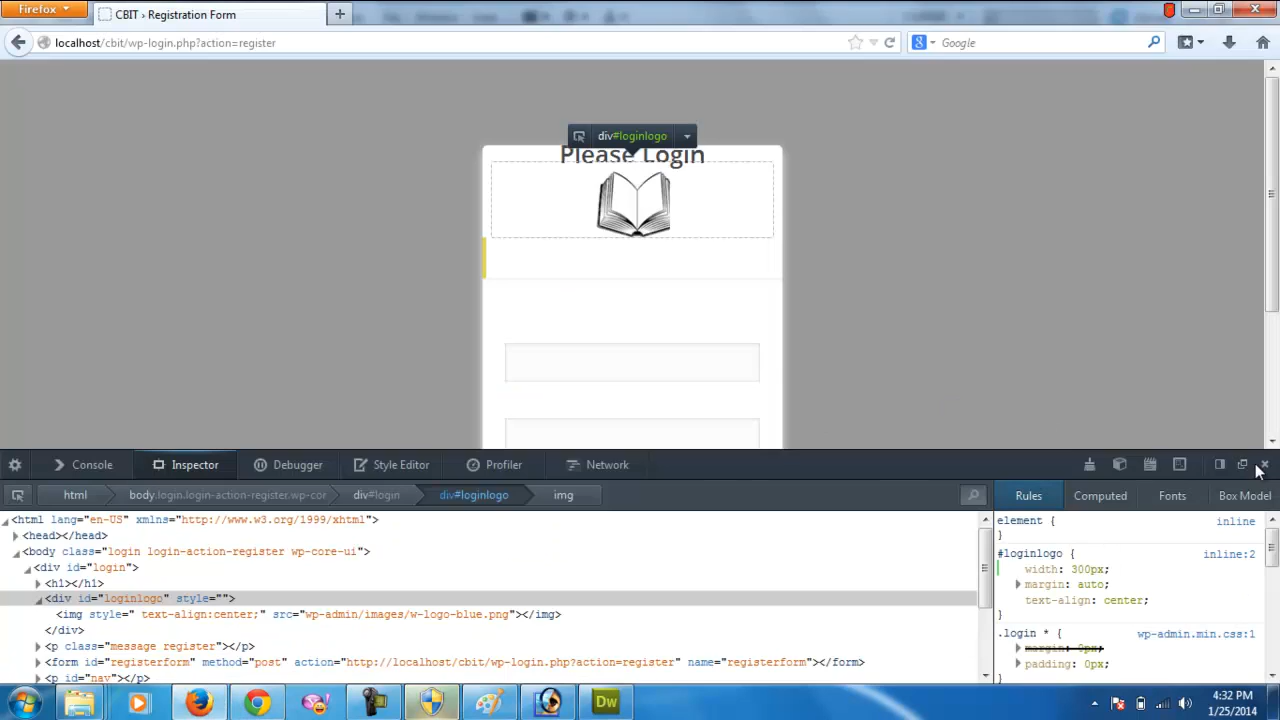 Firefox
CBIT › Registration Form
localhost/cbit/wp-login.php?action=register
Google
div#loginlogo
Please Login
Console
Inspector
Debugger
Style Editor
Profiler
Network
html
body.login.login-action-register.wp-cor
div#login
div#loginlogo
img
Rules
Computed
Fonts
Box Model
<html lang="en-US" xmlns="http://www.w3.org/1999/xhtml">
<head></head>
<body class="login login-action-register wp-core-ui">
<div id="login">
<h1></h1>
<div id="loginlogo" style="">
<img style=" text-align:center;" src="wp-admin/images/w-logo-blue.png"></img>
</div>
<p class="message register"></p>
<form id="registerform" method="post" action="http://localhost/cbit/wp-login.php?action=register" name="registerform"></form>
<p id="nav"></p>
element {
inline
}
#loginlogo {
inline:2
width: 300px;
margin: auto;
text-align: center;
}
.login * {
wp-admin.min.css:1
margin: 0px;
padding: 0px;
}
Dw
4:32 PM
1/25/2014